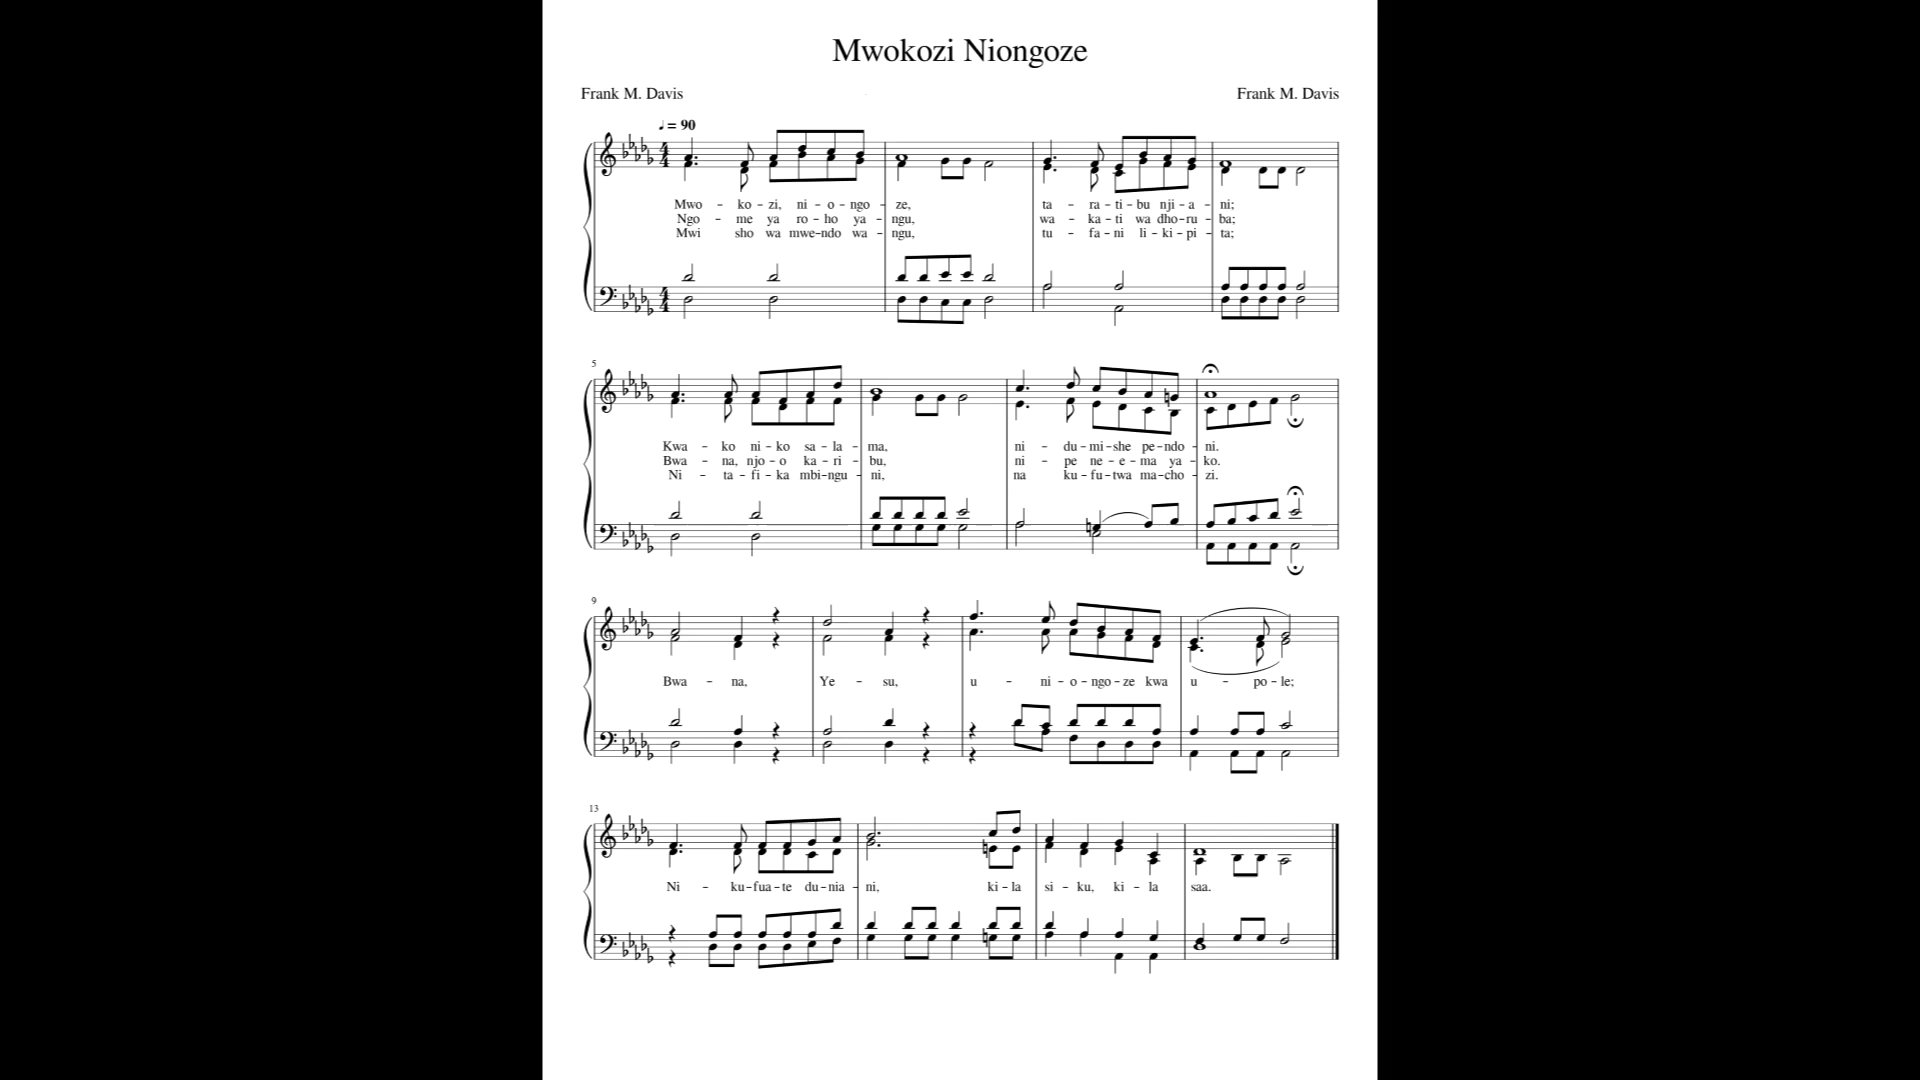 Mwokozi Niongoze
Frank M. Davis Frank M. Davis
♩ = 90
4 4
Mwo - ko - zi, ni - o - ngo - ze, ta - ra - ti - bu nji - a - ni;
Ngo - me ya ro - ho ya - ngu, wa - ka - ti wa dho - ru - ba;
Mwi sho wa mwe - ndo wa - ngu, tu - fa - ni li - ki - pi - ta;
4 4
5
Kwa - ko ni - ko sa - la - ma, ni - du - mi - she pe - ndo - ni.
Bwa - na, njo - o ka - ri - bu, ni - pe ne - e - ma ya - ko.
Ni - ta - fi - ka mbi - ngu - ni, na ku - fu - twa ma - cho - zi.
9
Bwa - na, Ye - su, u - ni - o - ngo - ze kwa u - po - le;
13
Ni - ku - fua - te du - nia - ni, ki - la si - ku, ki - la saa.